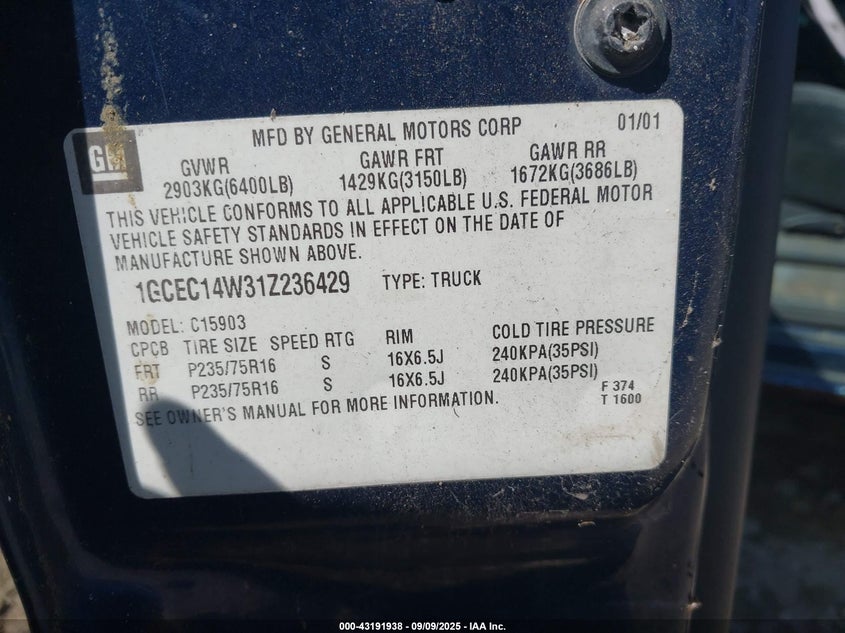 GM
MFD BY GENERAL MOTORS CORP 01/01
GVWR GAWR FRT GAWR RR
2903KG(6400LB) 1429KG(3150LB) 1672KG(3686LB)
THIS VEHICLE CONFORMS TO ALL APPLICABLE U.S. FEDERAL MOTOR
VEHICLE SAFETY STANDARDS IN EFFECT ON THE DATE OF
MANUFACTURE SHOWN ABOVE.
1GCEC14W31Z236429 TYPE: TRUCK
MODEL: C15903
CPCB TIRE SIZE SPEED RTG RIM COLD TIRE PRESSURE
FRT P235/75R16 S 16X6.5J 240KPA(35PSI)
RR P235/75R16 S 16X6.5J 240KPA(35PSI)
SEE OWNER'S MANUAL FOR MORE INFORMATION.
F 374
T 1600
000-43191938 - 09/09/2025 - IAA Inc.